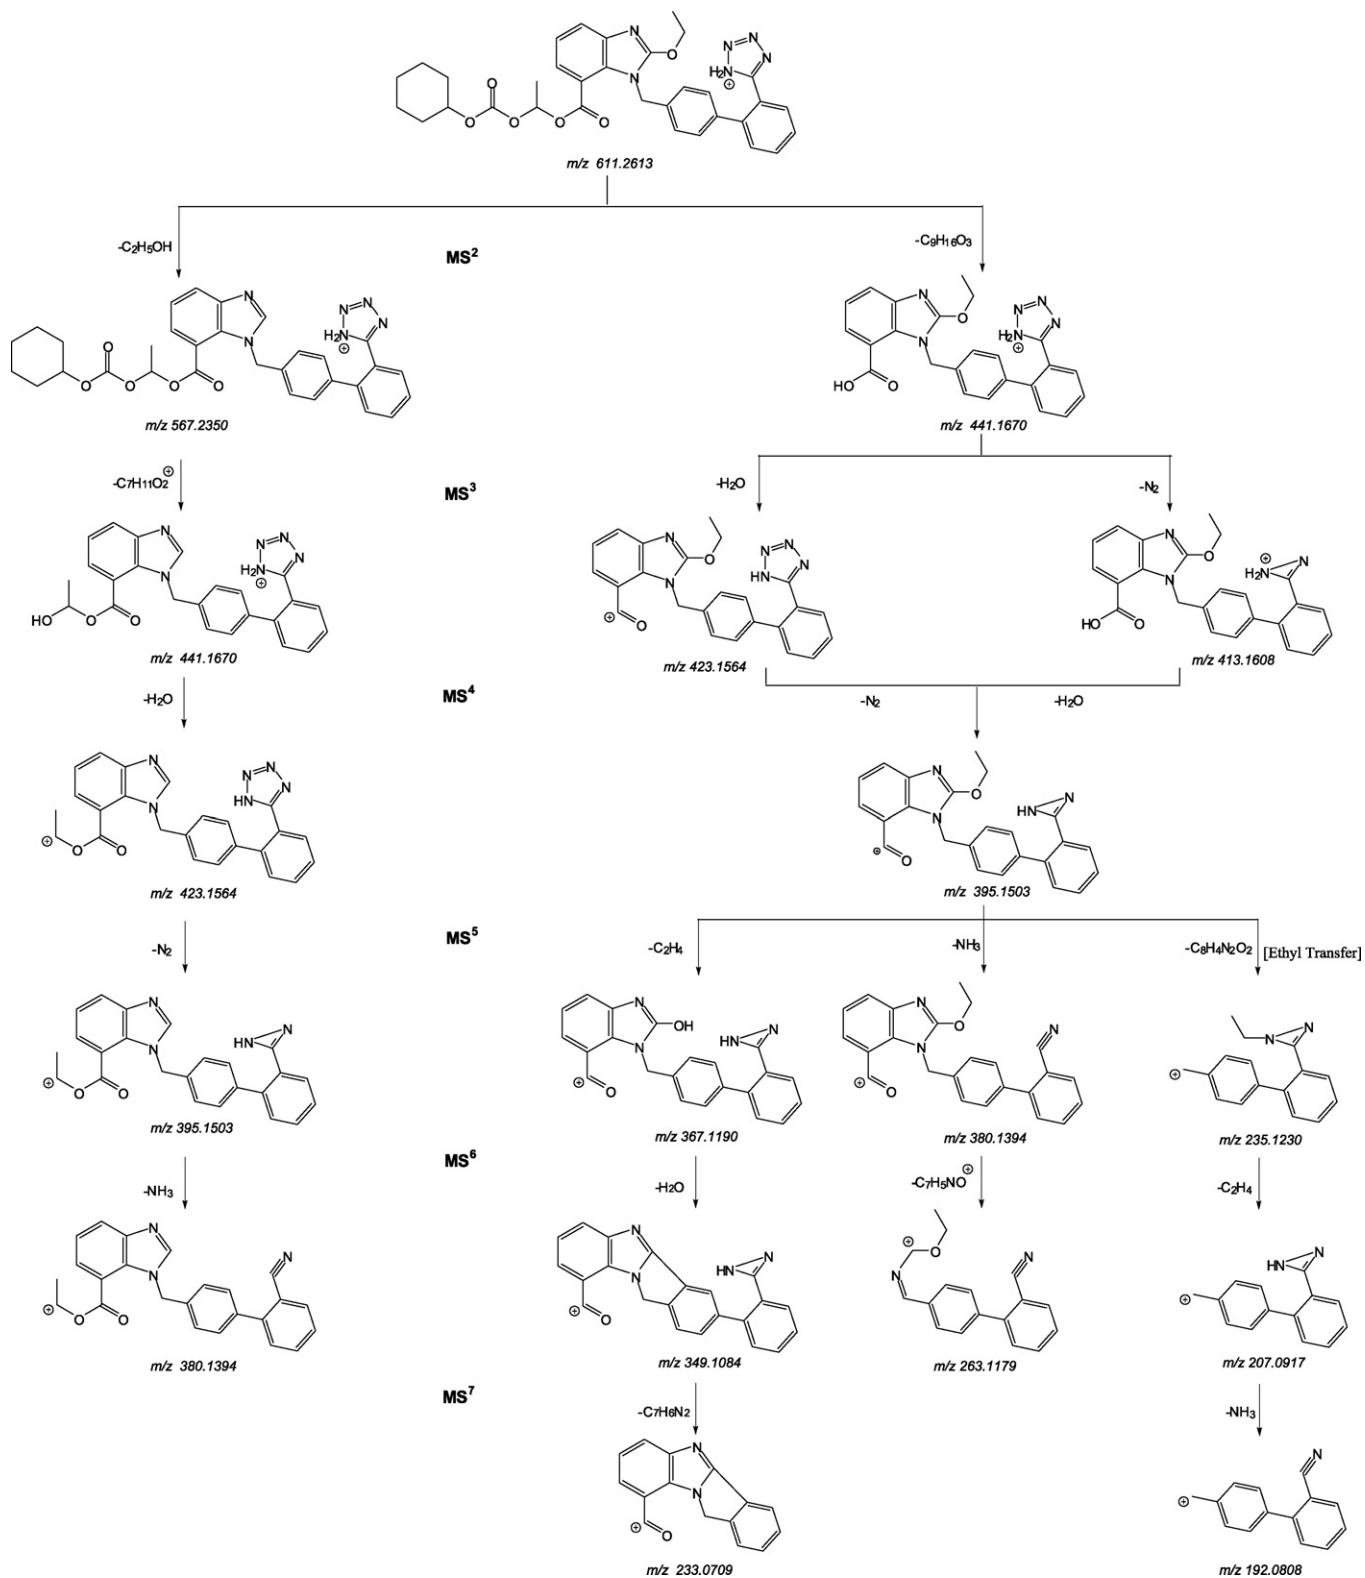 m/z 611.2613
-C2H5OH
MS2
-C9H16O3
m/z 567.2350
m/z 441.1670
-C7H11O2⊕
MS3
-H2O
-N2
m/z 441.1670
m/z 423.1564
m/z 413.1608
-H2O
MS4
-N2
-H2O
m/z 423.1564
m/z 395.1503
-N2
MS5
-C2H4
-NH3
-C8H4N2O2
[Ethyl Transfer]
m/z 395.1503
m/z 367.1190
m/z 380.1394
m/z 235.1230
-NH3
MS6
-H2O
-C7H5NO⊕
-C2H4
m/z 380.1394
m/z 349.1084
m/z 263.1179
m/z 207.0917
MS7
-C7H6N2
-NH3
m/z 233.0709
m/z 192.0808